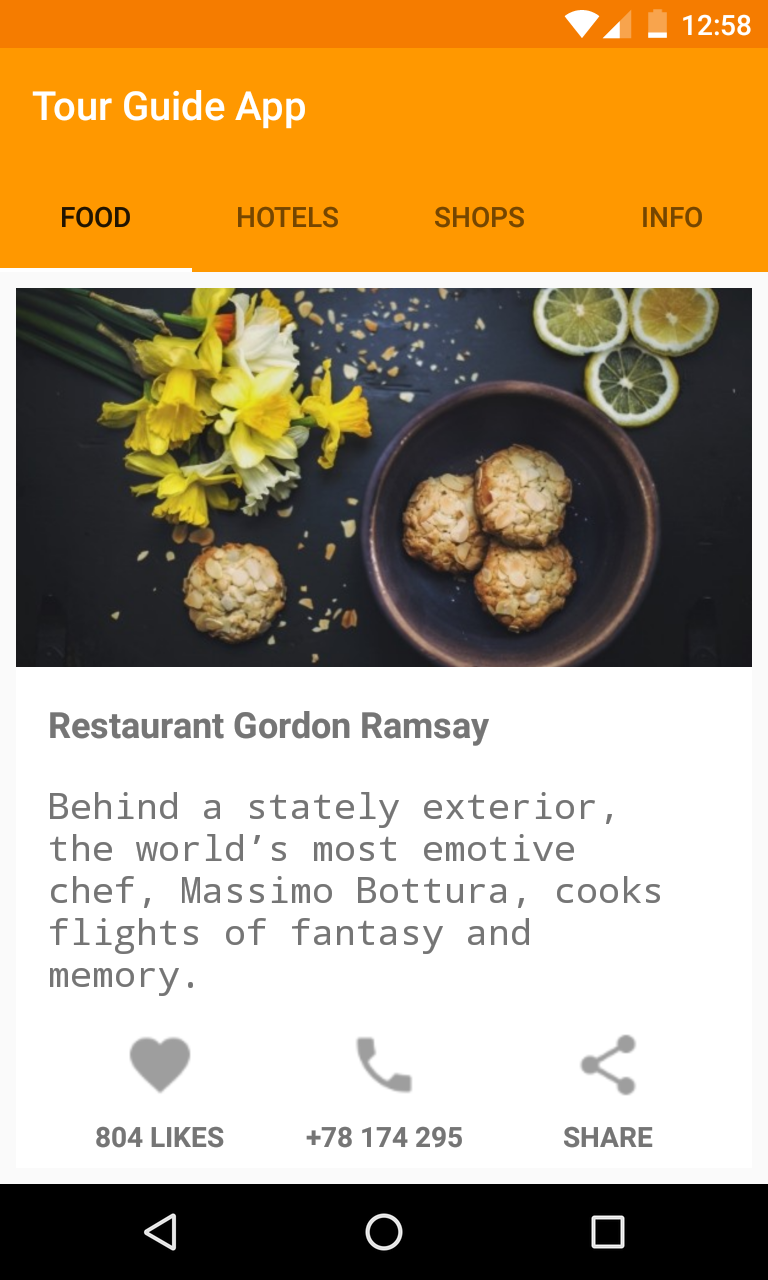 12:58
Tour Guide App
FOOD HOTELS SHOPS INFO
Restaurant Gordon Ramsay
Behind a stately exterior,
the world’s most emotive
chef, Massimo Bottura, cooks
flights of fantasy and
memory.
804 LIKES +78 174 295 SHARE